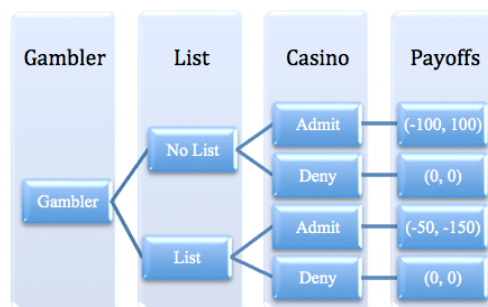 Gambler List Casino Payoffs
Admit (-100, 100)
No List
Deny (0, 0)
Gambler
Admit (-50, -150)
List
Deny (0, 0)